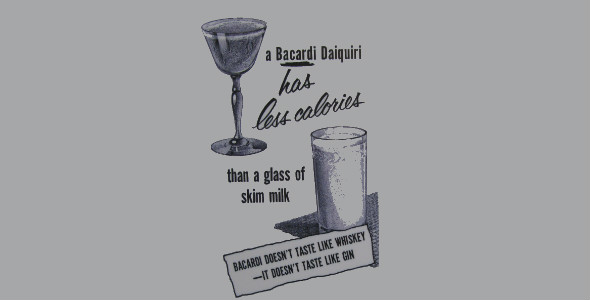 a Bacardi Daiquiri
has
less calories
than a glass of
skim milk
BACARDI DOESN'T TASTE LIKE WHISKEY
—IT DOESN'T TASTE LIKE GIN